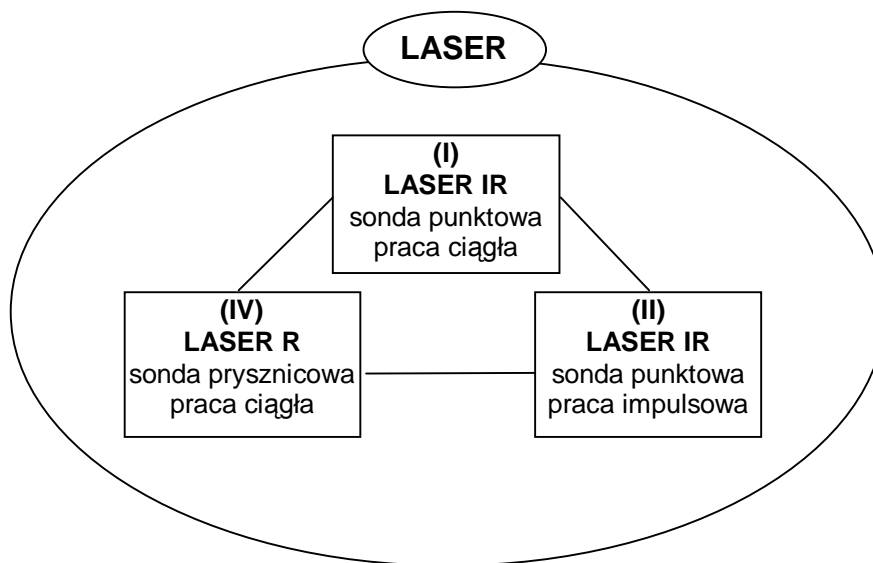 LASER
(I)
LASER IR
sonda punktowa
praca ciągła
(IV)
LASER R
sonda prysznicowa
praca ciągła
(II)
LASER IR
sonda punktowa
praca impulsowa